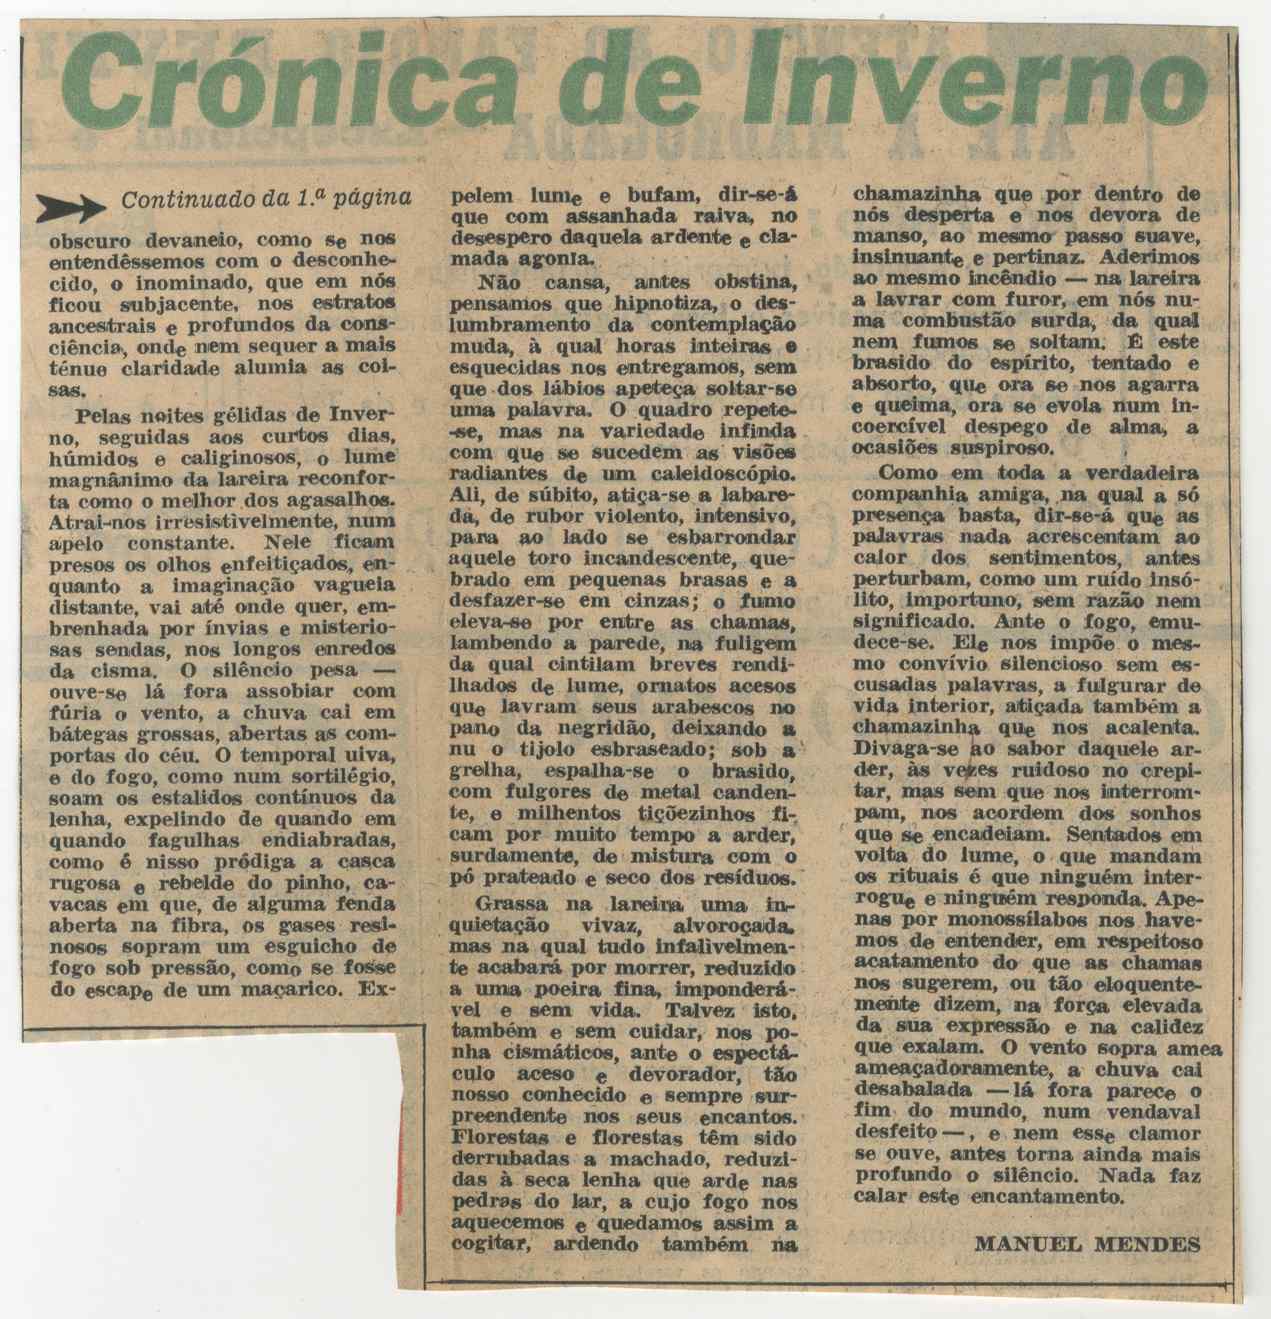 Crónica de Inverno
Continuado da 1.ª página
obscuro devaneio, como se nos
entendêssemos com o desconhe-
cido, o inominado, que em nós
ficou subjacente, nos estratos
ancestrais e profundos da cons-
ciência, onde nem sequer a mais
ténue claridade alumia as coi-
sas.
Pelas noites gélidas de Inver-
no, seguidas aos curtos dias,
húmidos e caliginosos, o lume
magnânimo da lareira reconfor-
ta como o melhor dos agasalhos.
Atrai-nos irresistivelmente, num
apelo constante. Nele ficam
presos os olhos enfeitiçados, en-
quanto a imaginação vagueia
distante, vai até onde quer, em-
brenhada por ínvias e misterio-
sas sendas, nos longos enredos
da cisma. O silêncio pesa —
ouve-se lá fora assobiar com
fúria o vento, a chuva cai em
bátegas grossas, abertas as com-
portas do céu. O temporal uiva,
e do fogo, como num sortilégio,
soam os estalidos contínuos da
lenha, expelindo de quando em
quando fagulhas endiabradas,
como é nisso pródiga a casca
rugosa e rebelde do pinho, ca-
vacas em que, de alguma fenda
aberta na fibra, os gases resi-
nosos sopram um esguicho de
fogo sob pressão, como se fosse
do escape de um maçarico. Ex-
pelem lume e bufam, dir-se-á
que com assanhada raiva, no
desespero daquela ardente e cla-
mada agonia.
Não cansa, antes obstina,
pensamos que hipnotiza, o des-
lumbramento da contemplação
muda, à qual horas inteiras e
esquecidas nos entregamos, sem
que dos lábios apeteça soltar-se
uma palavra. O quadro repete-
-se, mas na variedade infinda
com que se sucedem as visões
radiantes de um caleidoscópio.
Ali, de súbito, atiça-se a labare-
da, de rubor violento, intensivo,
para ao lado se esbarrondar
aquele toro incandescente, que-
brado em pequenas brasas e a
desfazer-se em cinzas; o fumo
eleva-se por entre as chamas,
lambendo a parede, na fuligem
da qual cintilam breves rendi-
lhados de lume, ornatos acesos
que lavram seus arabescos no
pano da negridão, deixando a
nu o tijolo esbraseado; sob a
grelha, espalha-se o brasido,
com fulgores de metal canden-
te, e milhentos tiçõezinhos fi-
cam por muito tempo a arder,
surdamente, de mistura com o
pó prateado e seco dos resíduos.
Grassa na lareira uma in-
quietação vivaz, alvoroçada,
mas na qual tudo infalivelmen-
te acabará por morrer, reduzido
a uma poeira fina, imponderá-
vel e sem vida. Talvez isto,
também e sem cuidar, nos po-
nha cismáticos, ante o espectá-
culo aceso e devorador, tão
nosso conhecido e sempre sur-
preendente nos seus encantos.
Florestas e florestas têm sido
derrubadas a machado, reduzi-
das à seca lenha que arde nas
pedras do lar, a cujo fogo nos
aquecemos e quedamos assim a
cogitar, ardendo também na
chamazinha que por dentro de
nós desperta e nos devora de
manso, ao mesmo passo suave,
insinuante e pertinaz. Aderimos
ao mesmo incêndio — na lareira
a lavrar com furor, em nós nu-
ma combustão surda, da qual
nem fumos se soltam. É este
brasido do espírito, tentado e
absorto, que ora se nos agarra
e queima, ora se evola num in-
coercível despego de alma, a
ocasiões suspiroso.
Como em toda a verdadeira
companhia amiga, na qual a só
presença basta, dir-se-á que as
palavras nada acrescentam ao
calor dos sentimentos, antes
perturbam, como um ruído insó-
lito, importuno, sem razão nem
significado. Ante o fogo, emu-
dece-se. Ele nos impõe o mes-
mo convívio silencioso sem es-
cusadas palavras, a fulgurar de
vida interior, atiçada também a
chamazinha que nos acalenta.
Divaga-se ao sabor daquele ar-
der, às vezes ruidoso no crepi-
tar, mas sem que nos interrom-
pam, nos acordem dos sonhos
que se encadeiam. Sentados em
volta do lume, o que mandam
os rituais é que ninguém inter-
rogue e ninguém responda. Ape-
nas por monossílabos nos have-
mos de entender, em respeitoso
acatamento do que as chamas
nos sugerem, ou tão eloquente-
mente dizem, na força elevada
da sua expressão e na calidez
que exalam. O vento sopra amea
ameaçadoramente, a chuva cai
desabalada — lá fora parece o
fim do mundo, num vendaval
desfeito —, e nem esse clamor
se ouve, antes torna ainda mais
profundo o silêncio. Nada faz
calar este encantamento.
MANUEL MENDES